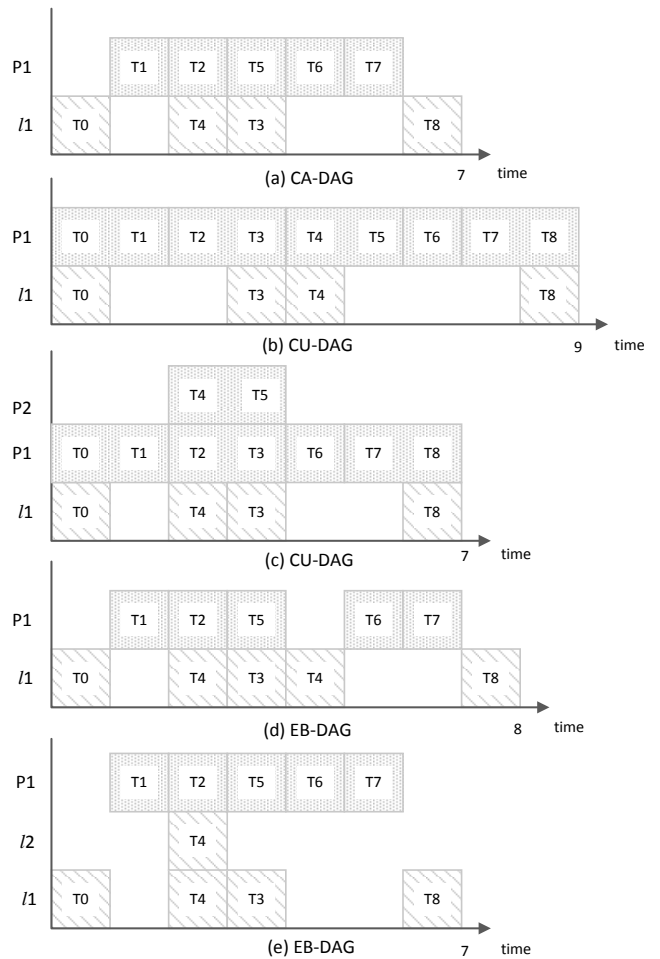 P1 T1 T2 T5 T6 T7
l1 T0 T4 T3 T8
(a) CA-DAG 7 time
P1 T0 T1 T2 T3 T4 T5 T6 T7 T8
l1 T0 T3 T4 T8
(b) CU-DAG 9 time
P2 T4 T5
P1 T0 T1 T2 T3 T6 T7 T8
l1 T0 T4 T3 T8
(c) CU-DAG 7 time
P1 T1 T2 T5 T6 T7
l1 T0 T4 T3 T4 T8
(d) EB-DAG 8 time
P1 T1 T2 T5 T6 T7
l2 T4
l1 T0 T4 T3 T8
(e) EB-DAG 7 time